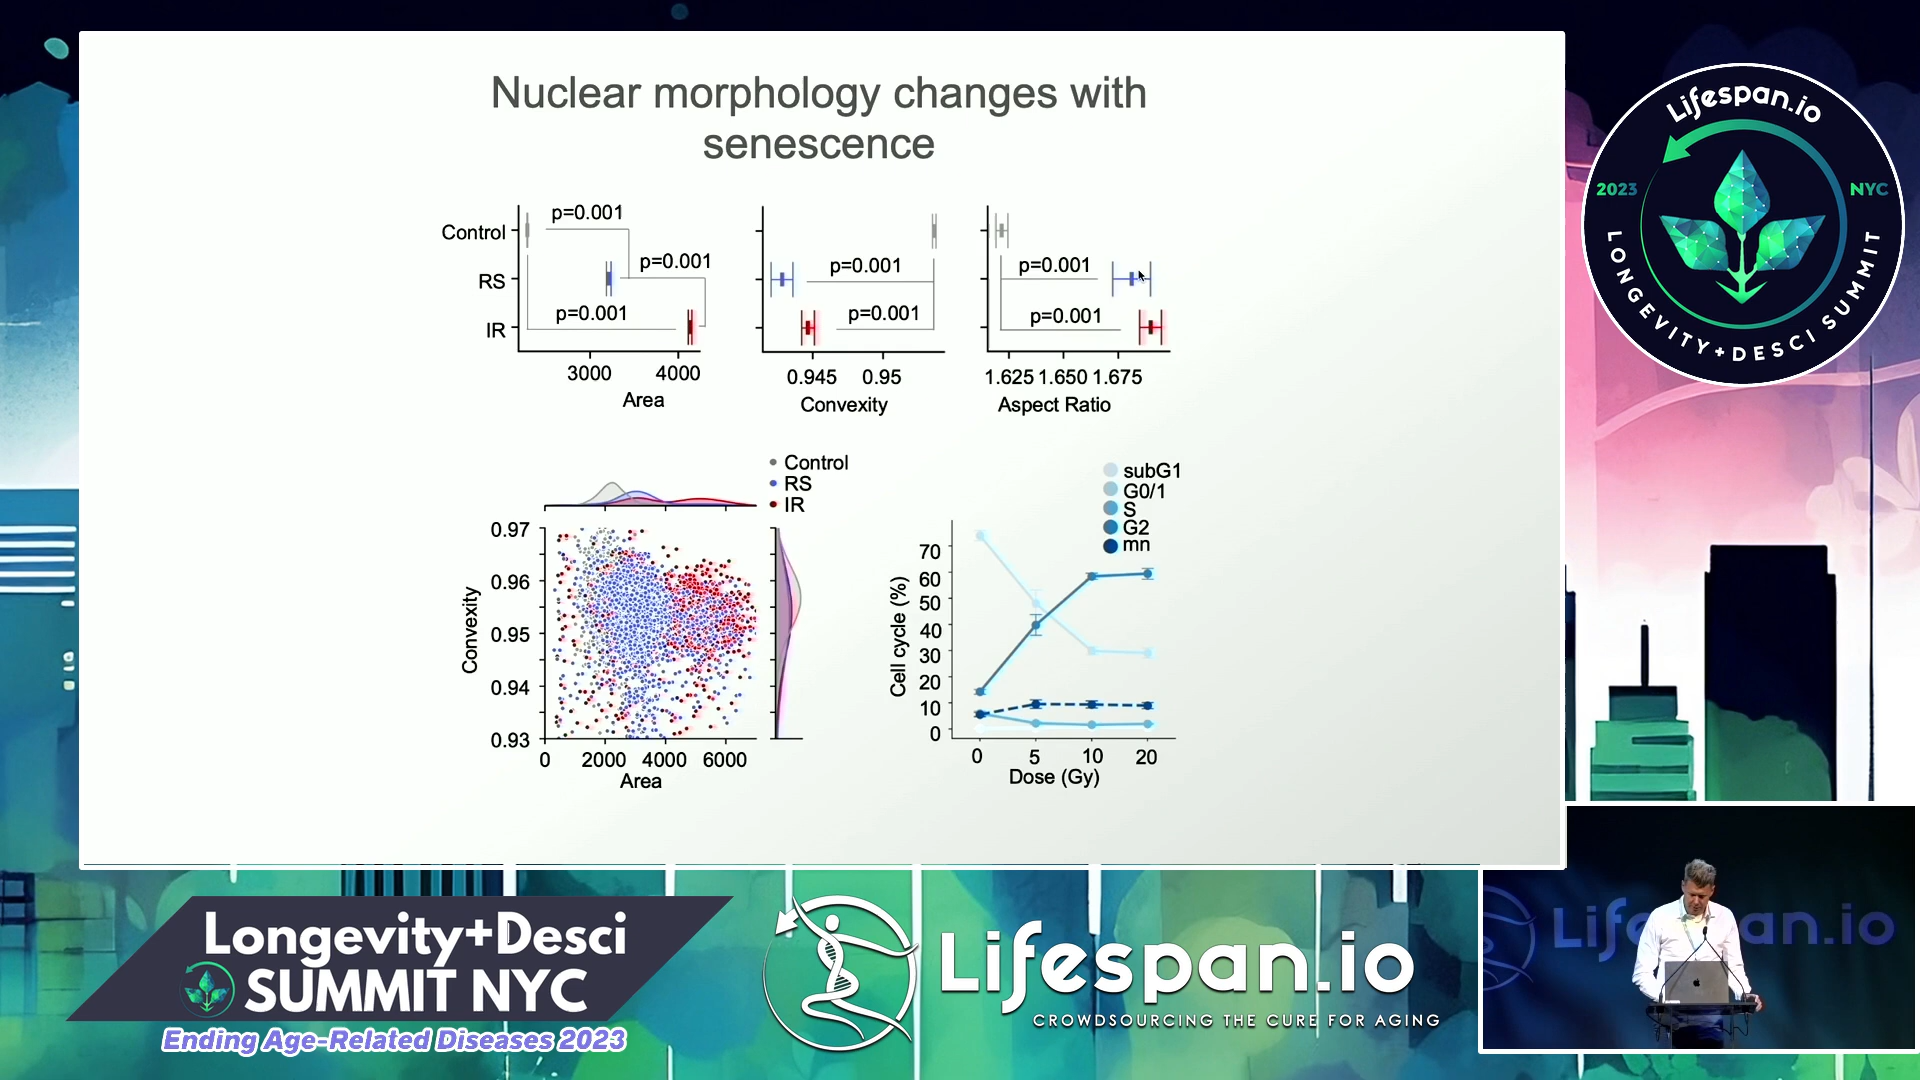 Nuclear morphology changes with
senescence
Control
RS
IR
p=0.001
p=0.001
p=0.001
3000 4000
Area
p=0.001
p=0.001
0.945 0.95
Convexity
p=0.001
p=0.001
1.625 1.650 1.675
Aspect Ratio
Control
RS
IR
0.97
0.96
0.95
0.94
0.93
Convexity
0 2000 4000 6000
Area
subG1
G0/1
S
G2
mn
70
60
50
40
30
20
10
0
Cell cycle (%)
0 5 10 20
Dose (Gy)
Lifespan.io
2023 NYC
LONGEVITY+DESCI SUMMIT
Longevity+Desci
SUMMIT NYC
Ending Age-Related Diseases 2023
Lifespan.io
CROWDSOURCING THE CURE FOR AGING